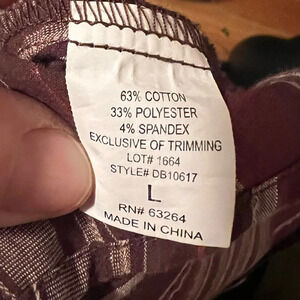 63% COTTON
33% POLYESTER
4% SPANDEX
EXCLUSIVE OF TRIMMING
LOT# 1664
STYLE# DB10617
L
RN# 63264
MADE IN CHINA